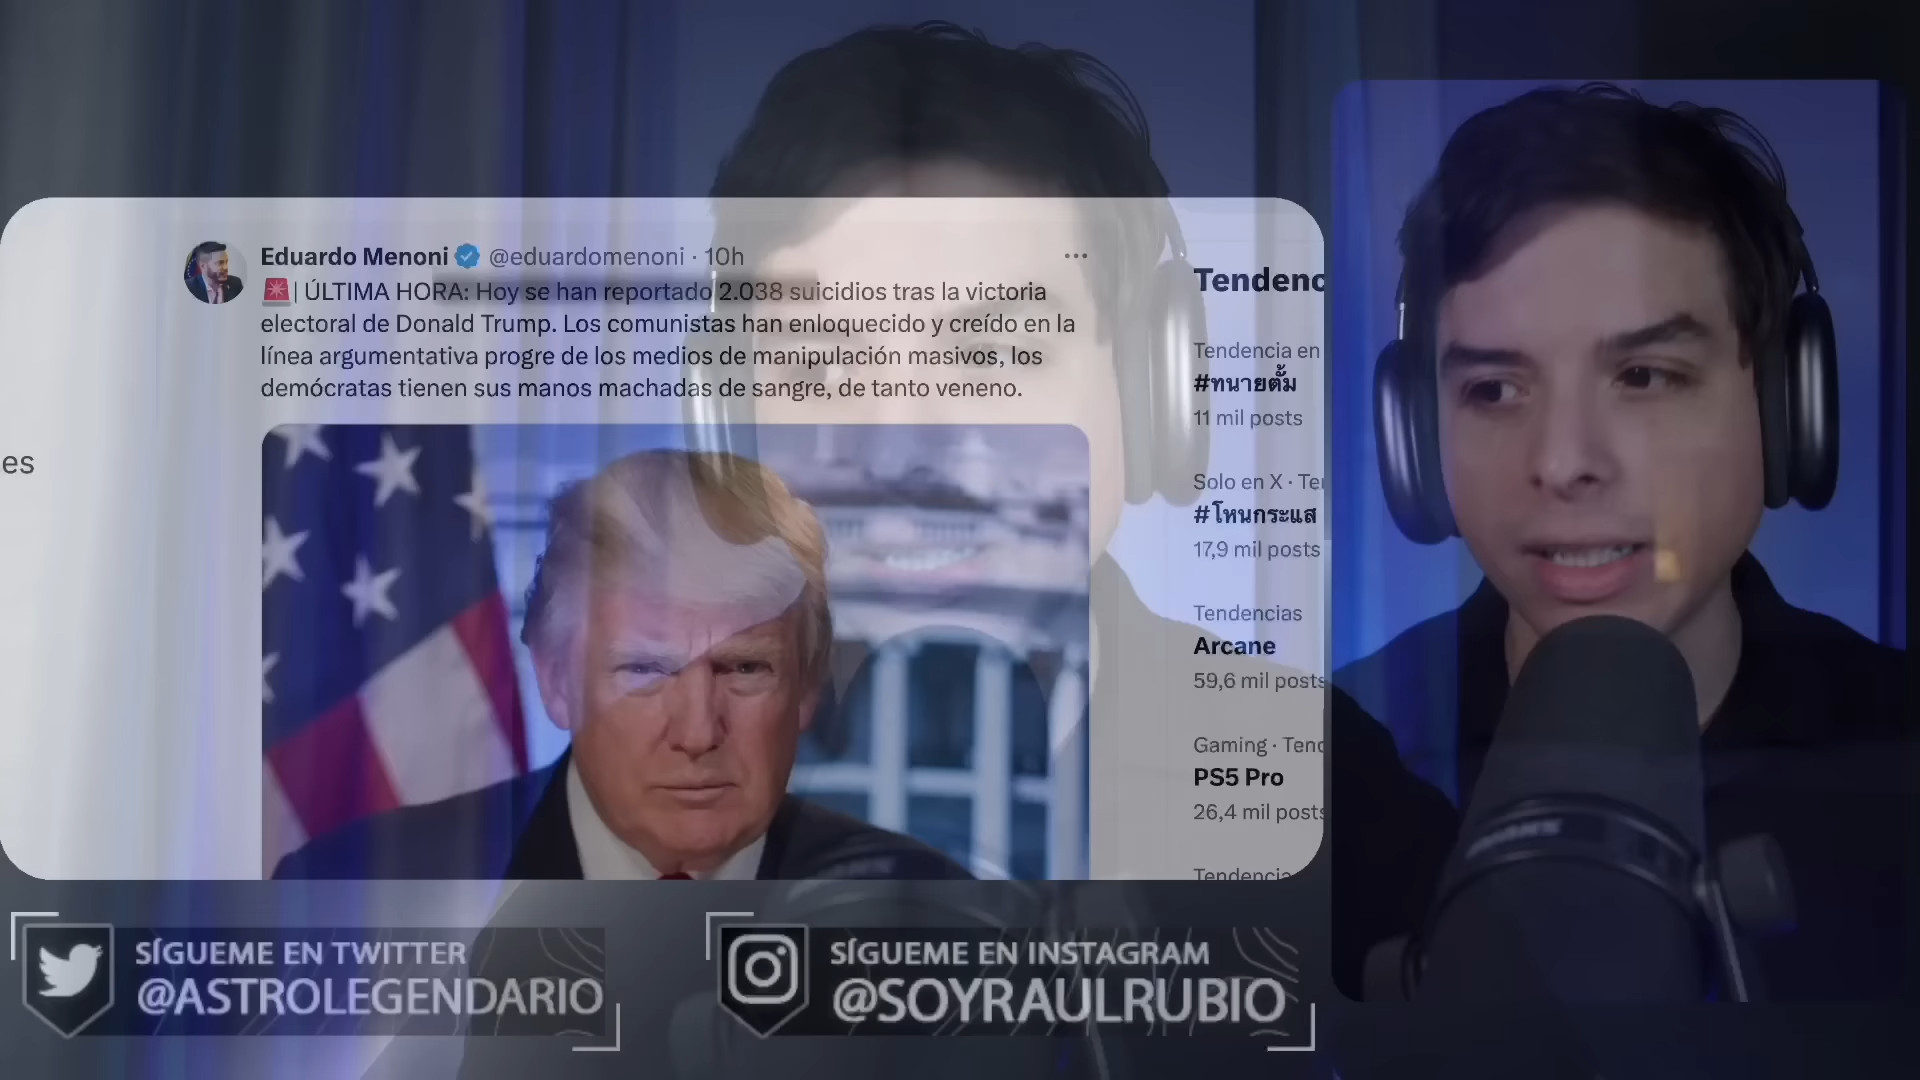 Eduardo Menoni @eduardomenoni · 10h
| ÚLTIMA HORA: Hoy se han reportado 2.038 suicidios tras la victoria
electoral de Donald Trump. Los comunistas han enloquecido y creído en la
línea argumentativa progre de los medios de manipulación masivos, los
demócratas tienen sus manos machadas de sangre, de tanto veneno.
es
Tendenc
Tendencia en
#ทนายตั้ม
11 mil posts
Solo en X · Ter
#โหนกระแส
17,9 mil posts
Tendencias
Arcane
59,6 mil posts
Gaming · Tend
PS5 Pro
26,4 mil posts
Tendencia
SÍGUEME EN TWITTER
@ASTROLEGENDARIO
SÍGUEME EN INSTAGRAM
@SOYRAULRUBIO